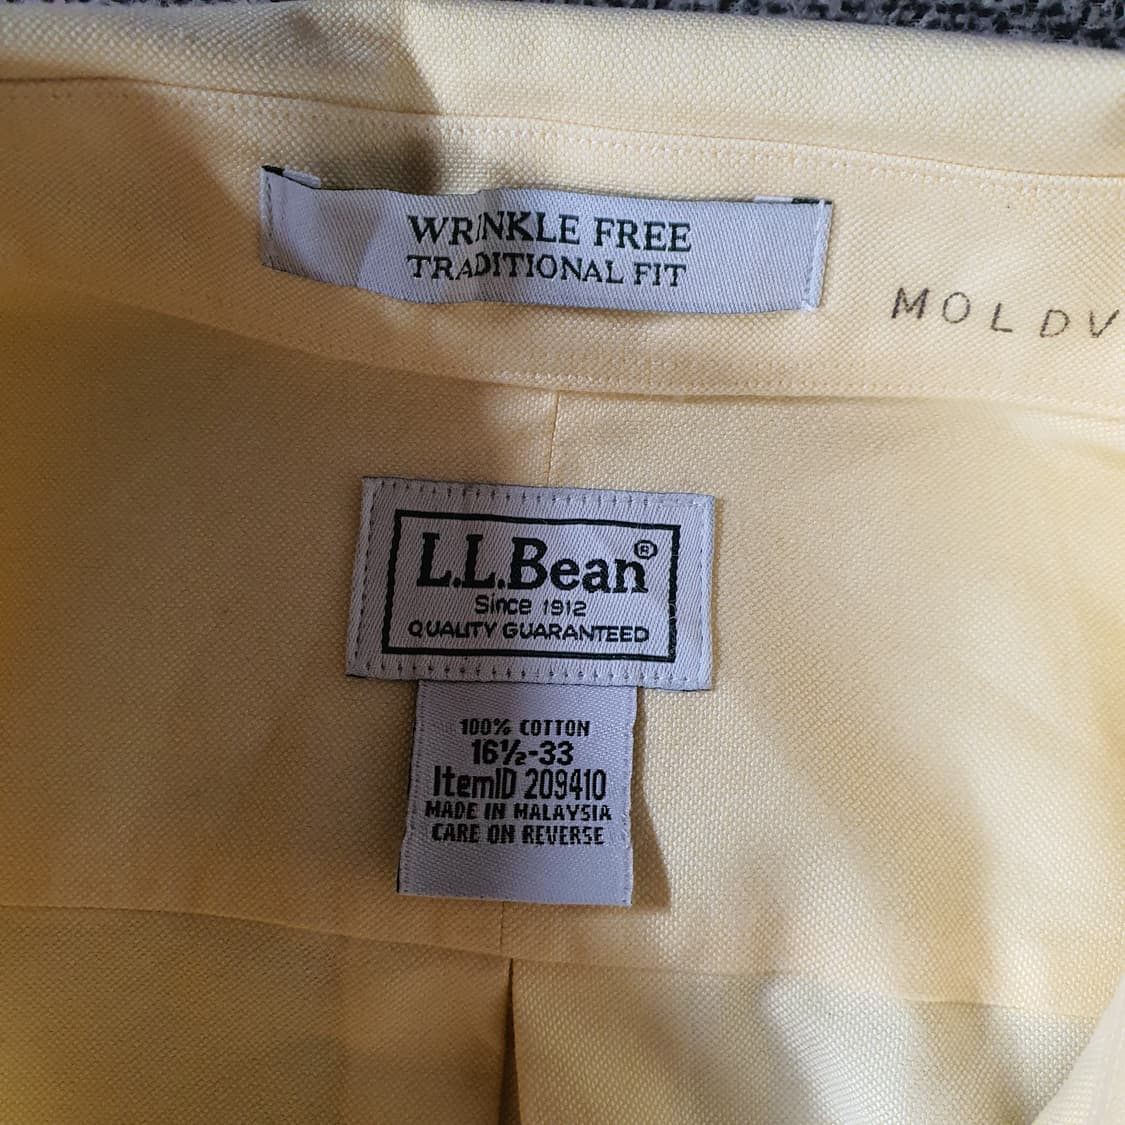 WRINKLE FREE
TRADITIONAL FIT
MOLDV
L.L.Bean®
Since 1912
QUALITY GUARANTEED
100% COTTON
16½-33
ItemID 209410
MADE IN MALAYSIA
CARE ON REVERSE